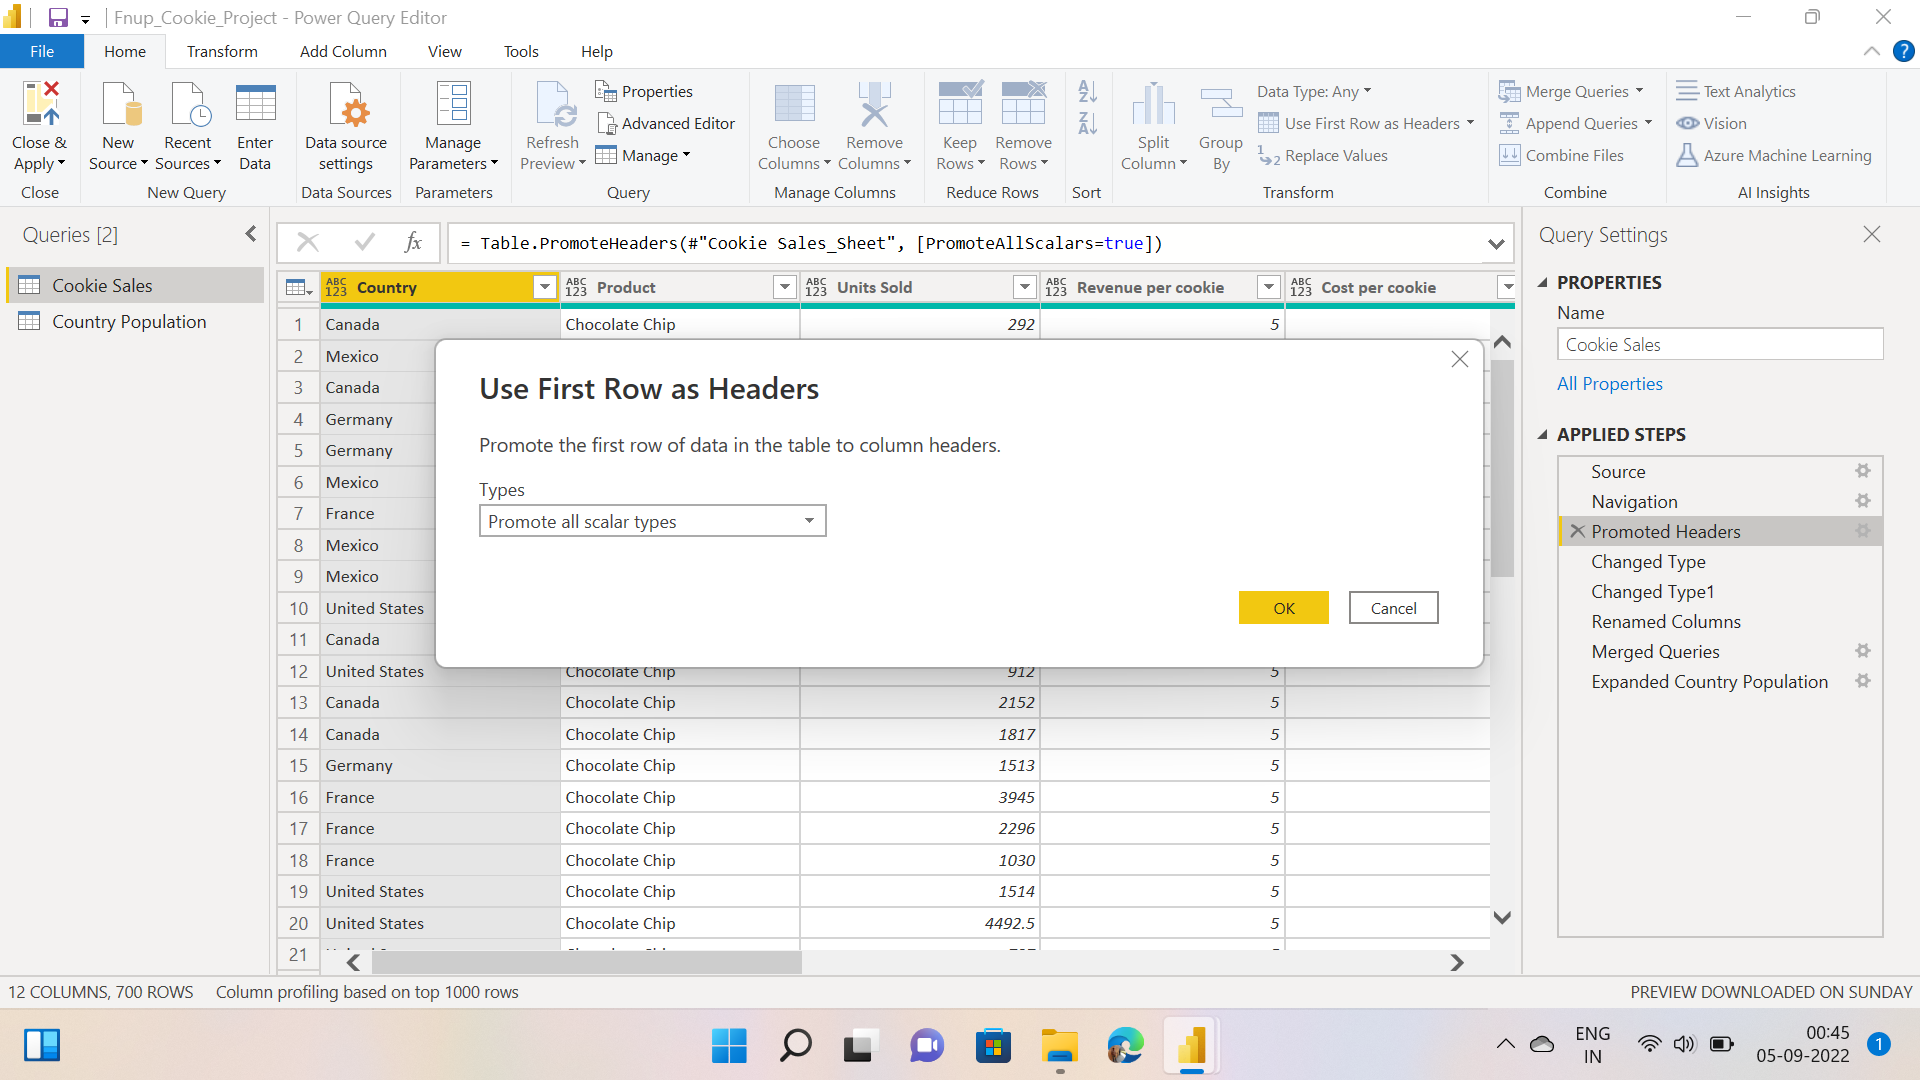 Fnup_Cookie_Project - Power Query Editor
File Home Transform Add Column View Tools Help
Close & Apply
Close
New Source
Recent Sources
Enter Data
New Query
Data source settings
Data Sources
Manage Parameters
Parameters
Refresh Preview
Properties
Advanced Editor
Manage
Query
Choose Columns
Remove Columns
Manage Columns
Keep Rows
Remove Rows
Reduce Rows
Sort
Split Column
Group By
Data Type: Any
Use First Row as Headers
Replace Values
Transform
Merge Queries
Append Queries
Combine Files
Combine
Text Analytics
Vision
Azure Machine Learning
AI Insights
Queries [2]
Cookie Sales
Country Population
fx
= Table.PromoteHeaders(#"Cookie Sales_Sheet", [PromoteAllScalars=true])
ABC 123 Country ABC 123 Product ABC 123 Units Sold ABC 123 Revenue per cookie ABC 123 Cost per cookie
1 Canada Chocolate Chip 292 5
2 Mexico
3 Canada
4 Germany
5 Germany
6 Mexico
7 France
8 Mexico
9 Mexico
10 United States
11 Canada
12 United States Chocolate Chip 912 5
13 Canada Chocolate Chip 2152 5
14 Canada Chocolate Chip 1817 5
15 Germany Chocolate Chip 1513 5
16 France Chocolate Chip 3945 5
17 France Chocolate Chip 2296 5
18 France Chocolate Chip 1030 5
19 United States Chocolate Chip 1514 5
20 United States Chocolate Chip 4492.5 5
21
Use First Row as Headers
Promote the first row of data in the table to column headers.
Types
Promote all scalar types
OK Cancel
Query Settings
PROPERTIES
Name
Cookie Sales
All Properties
APPLIED STEPS
Source
Navigation
Promoted Headers
Changed Type
Changed Type1
Renamed Columns
Merged Queries
Expanded Country Population
12 COLUMNS, 700 ROWS Column profiling based on top 1000 rows PREVIEW DOWNLOADED ON SUNDAY
ENG
IN
00:45
05-09-2022
1